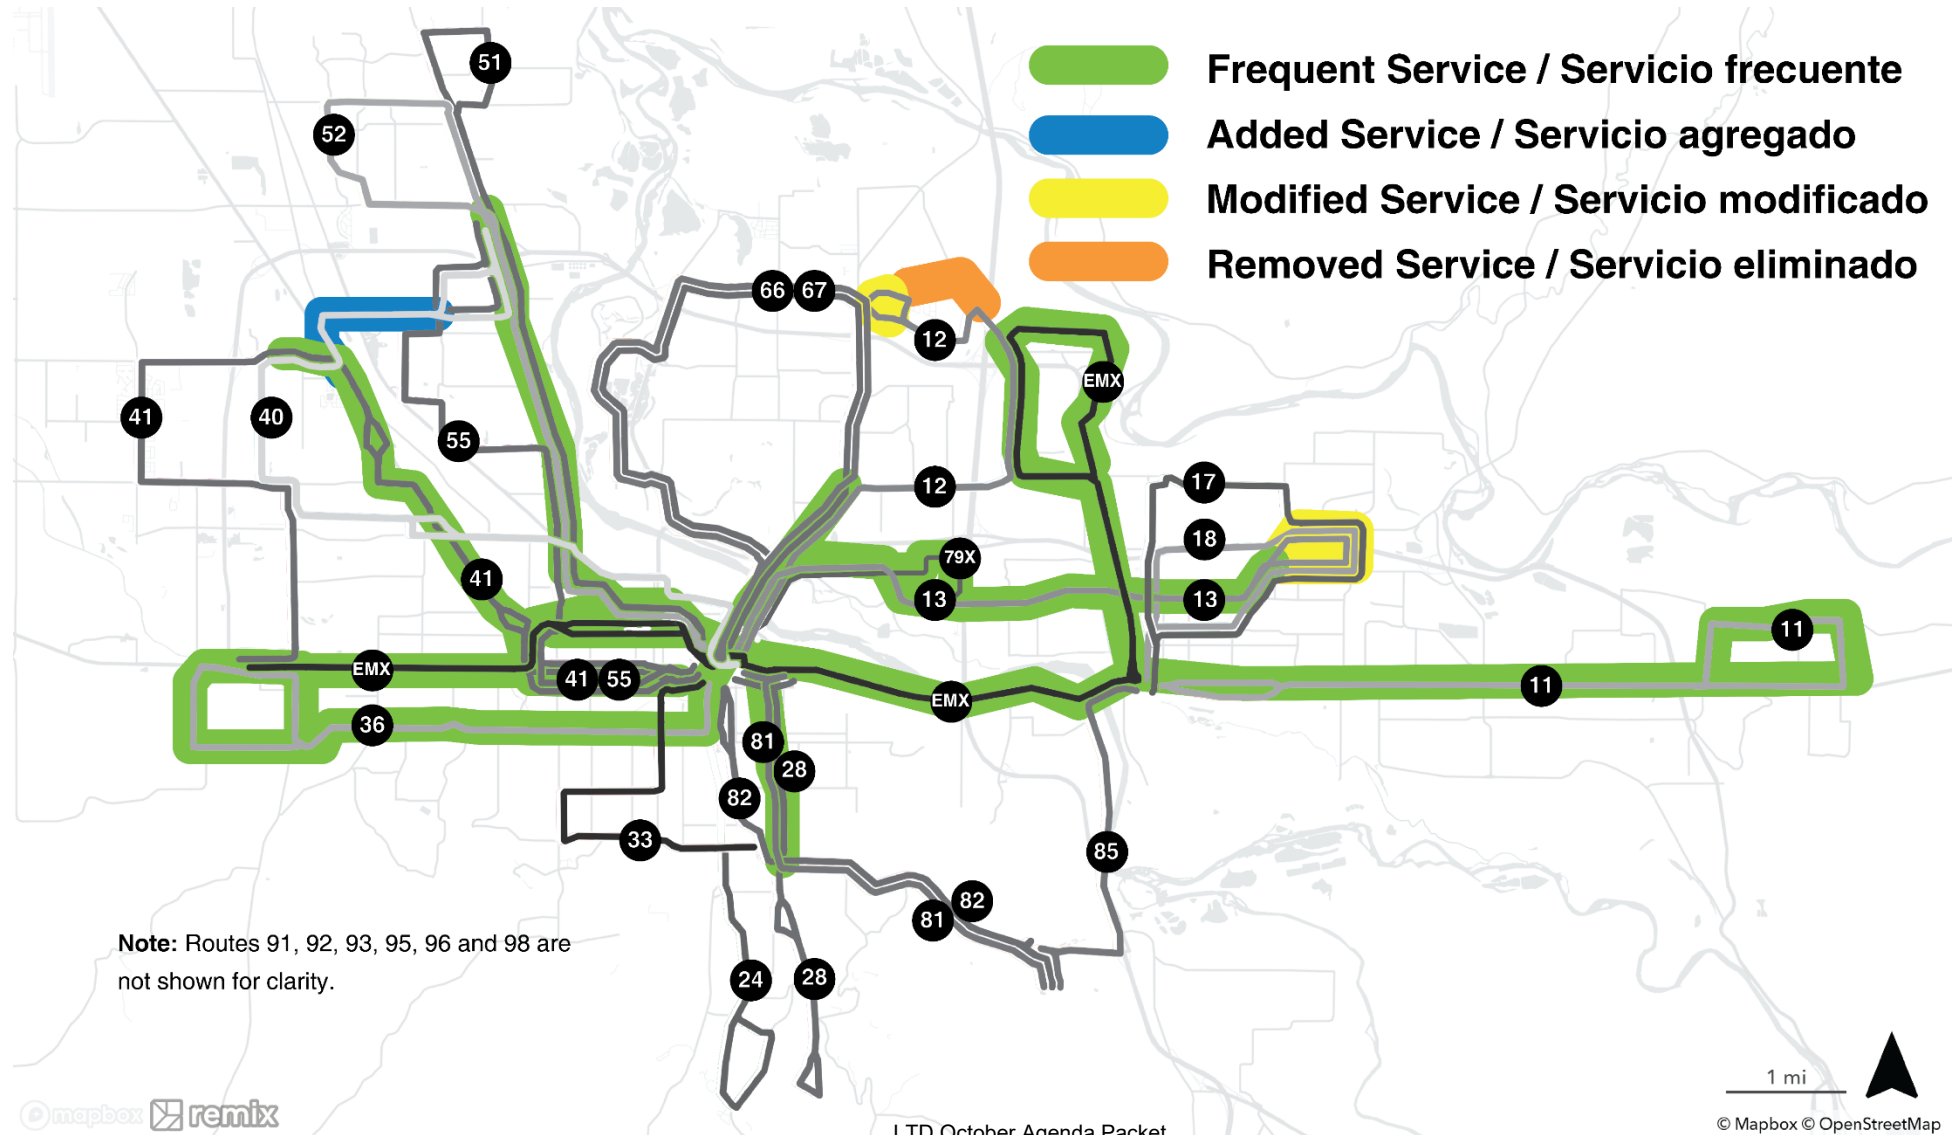 Frequent Service / Servicio frecuente
Added Service / Servicio agregado
Modified Service / Servicio modificado
Removed Service / Servicio eliminado
51
52
66 67
12
EMX
41
40
55
12
17
18
79X
41
13
13
11
EMX
41 55
11
EMX
36
81
28
82
33
85
82
81
24
28
Note: Routes 91, 92, 93, 95, 96 and 98 are
not shown for clarity.
1 mi
mapbox remix
© Mapbox © OpenStreetMap
LTD October Agenda Packet